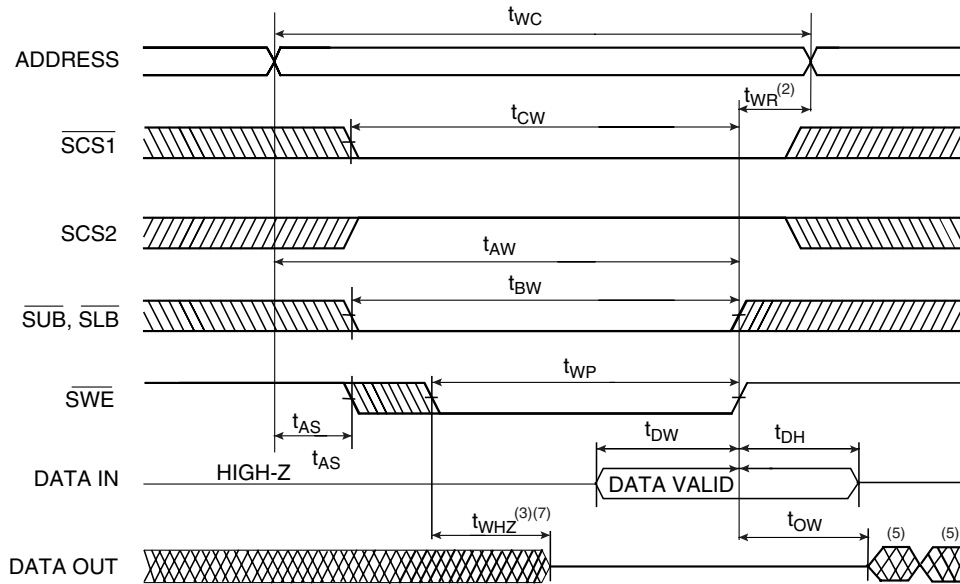 tWC
ADDRESS
tWR(2)
tCW
SCS1
SCS2
tAW
tBW
SUB, SLB
tWP
SWE
tAS
tAS
tDW
tDH
HIGH-Z
DATA IN
DATA VALID
tWHZ(3)(7)
tOW
(5)
(5)
DATA OUT